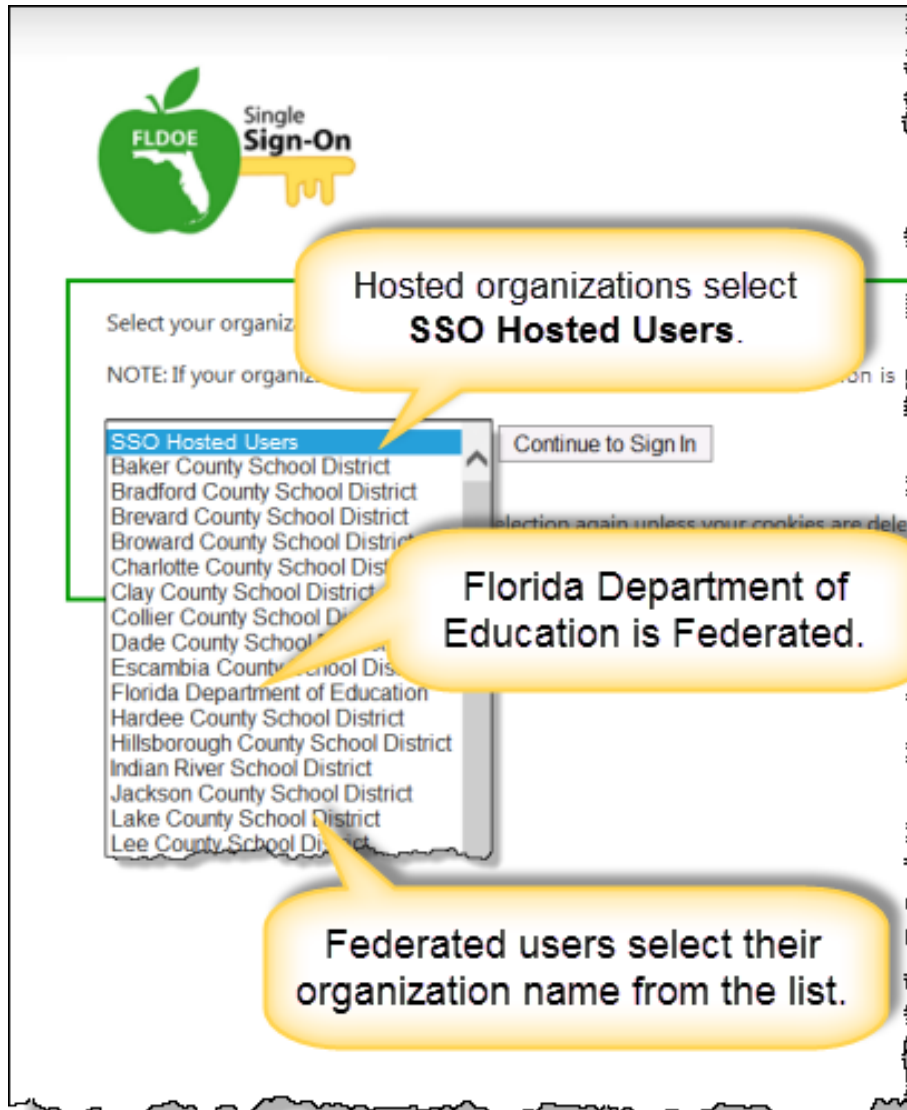 FLDOE
Single
Sign-On
Hosted organizations select
SSO Hosted Users.
Select your
NOTE: If your is
SSO Hosted Users
Continue to Sign In
Baker County School District
Bradford County School District
Brevard County School District
Broward County School District
election again unless your cookies are dele
Charlotte County School Dist
Clay County School District
Collier County School Di
Dade County School
Escambia County School Dis
Florida Department of
Education is Federated.
Florida Department of Education
Hardee County School District
Hillsborough County School District
Indian River School District
Jackson County School District
Lake County School District
Lee County School District
Federated users select their
organization name from the list.